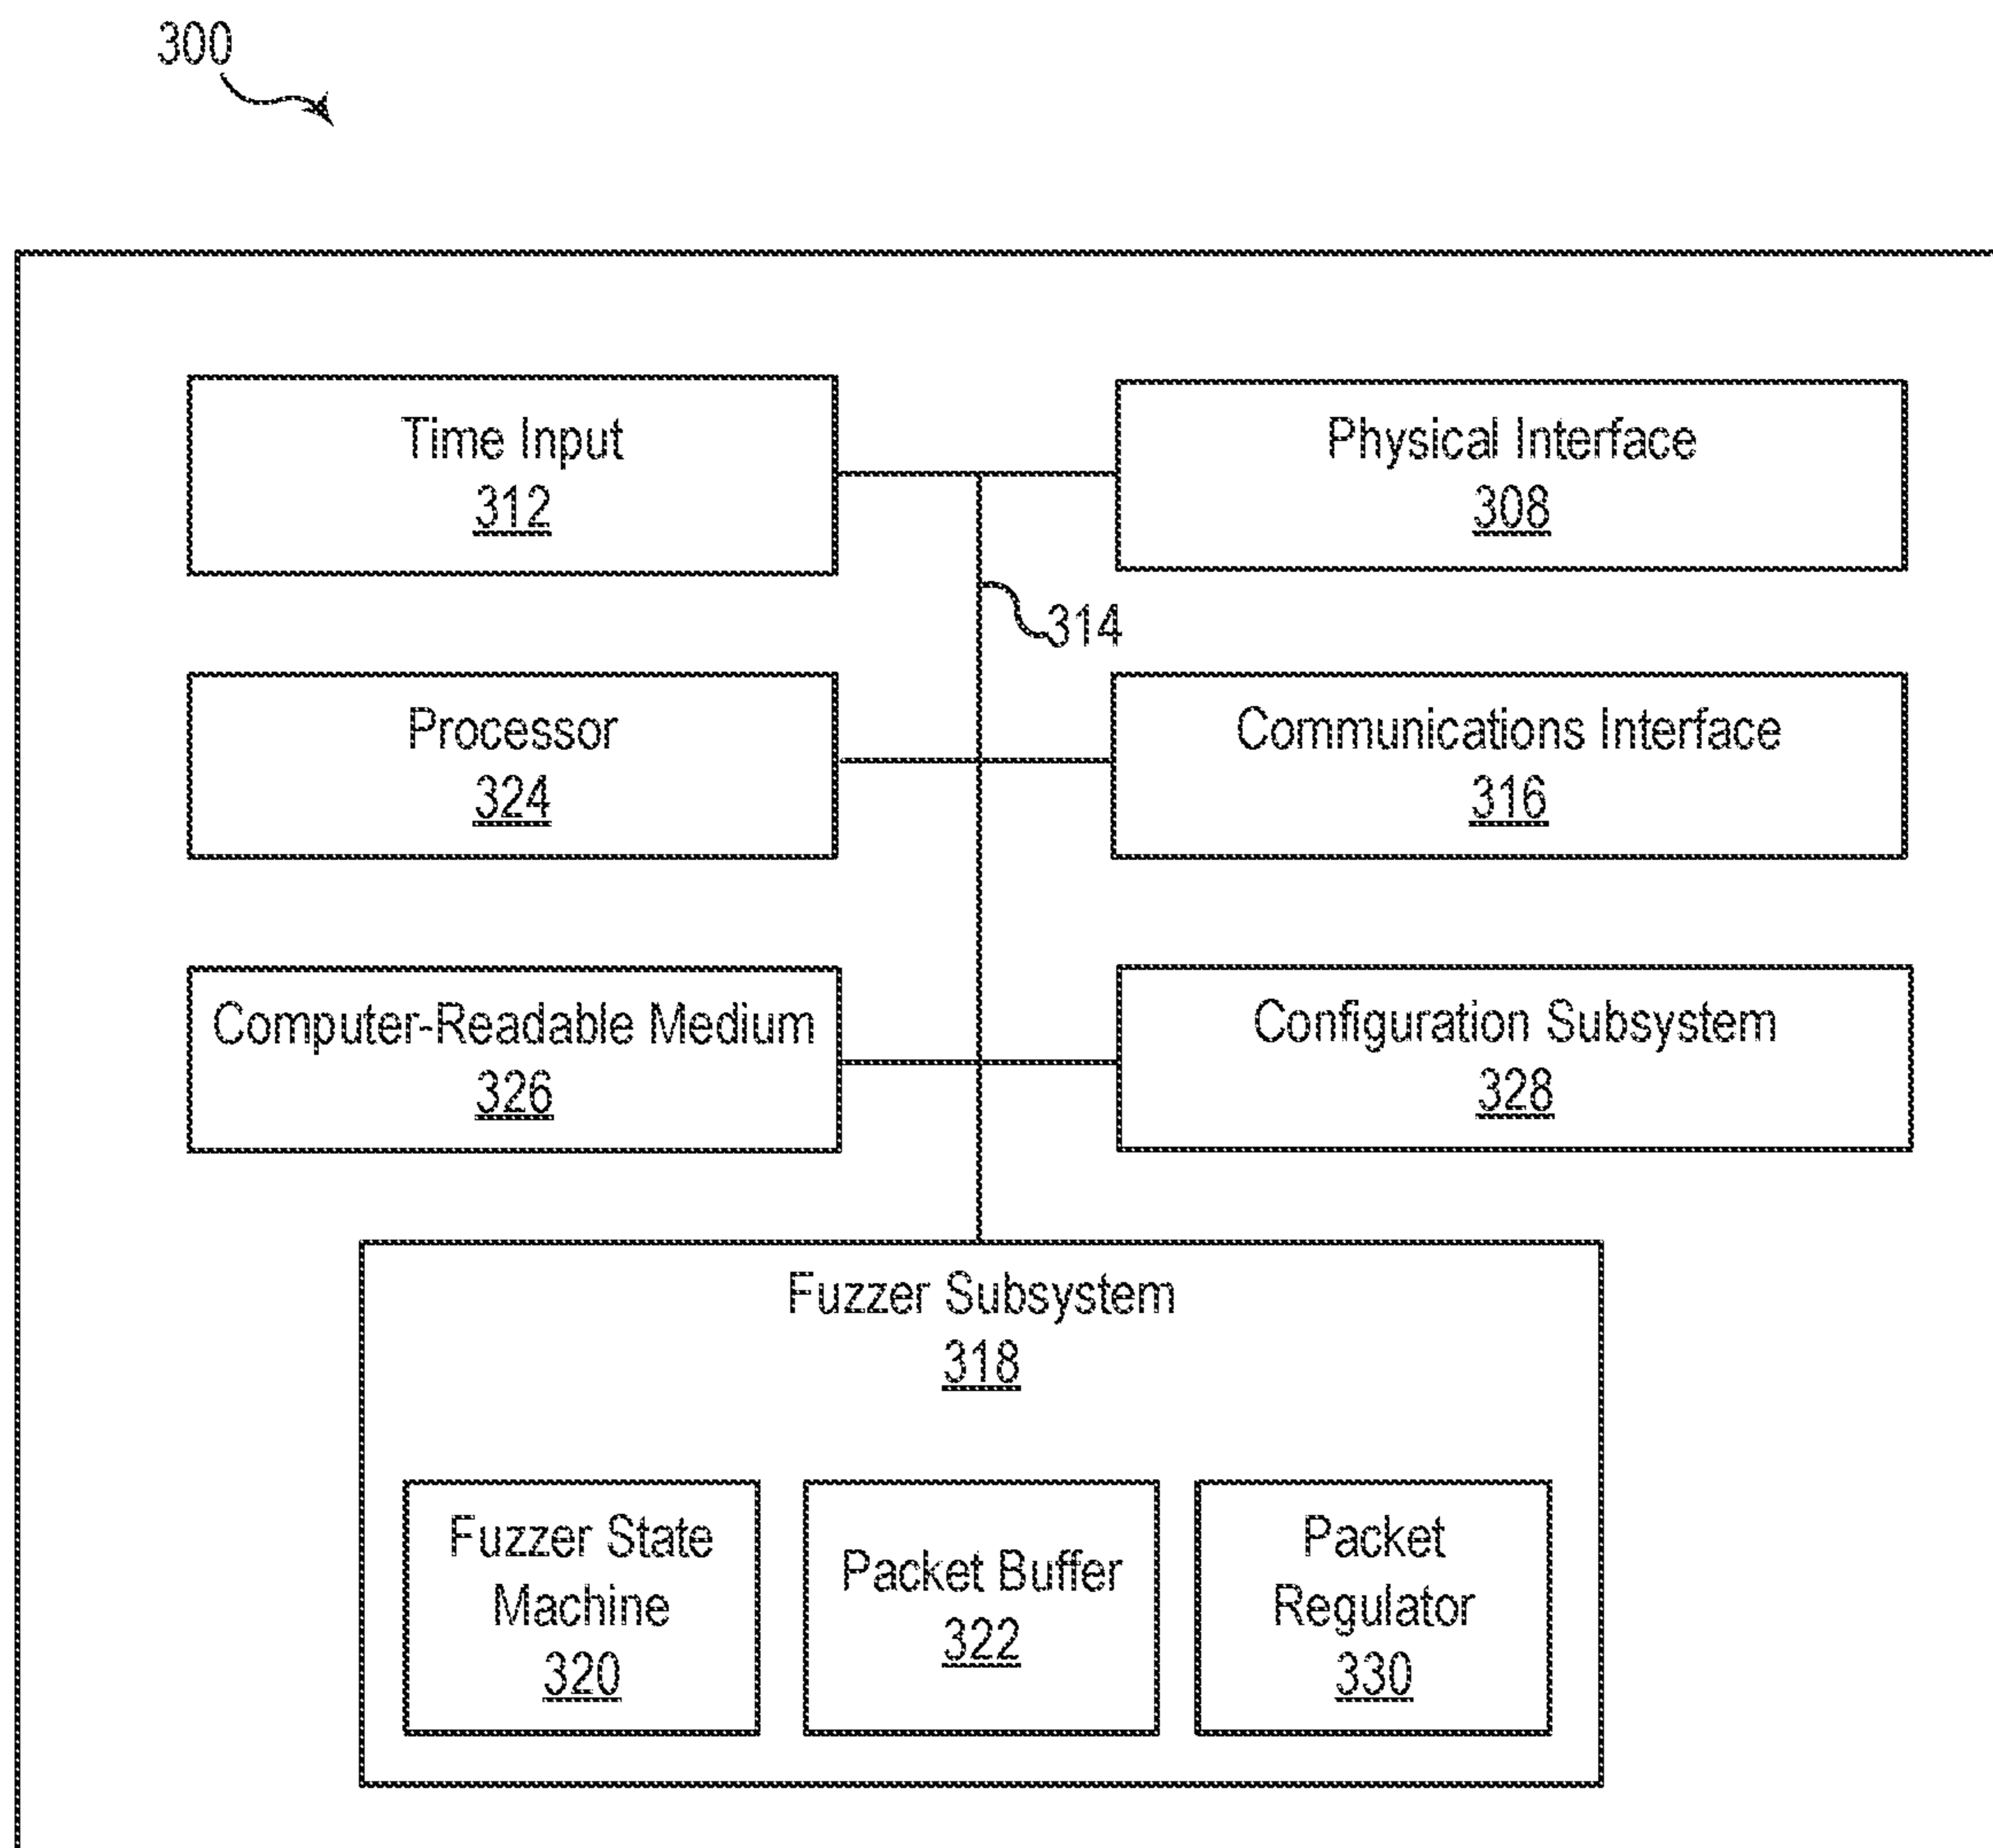 300
Time Input
312
Physical Interface
308
314
Processor
324
Communications Interface
316
Computer-Readable Medium
326
Configuration Subsystem
328
Fuzzer Subsystem
318
Fuzzer State
Machine
320
Packet Buffer
322
Packet
Regulator
330